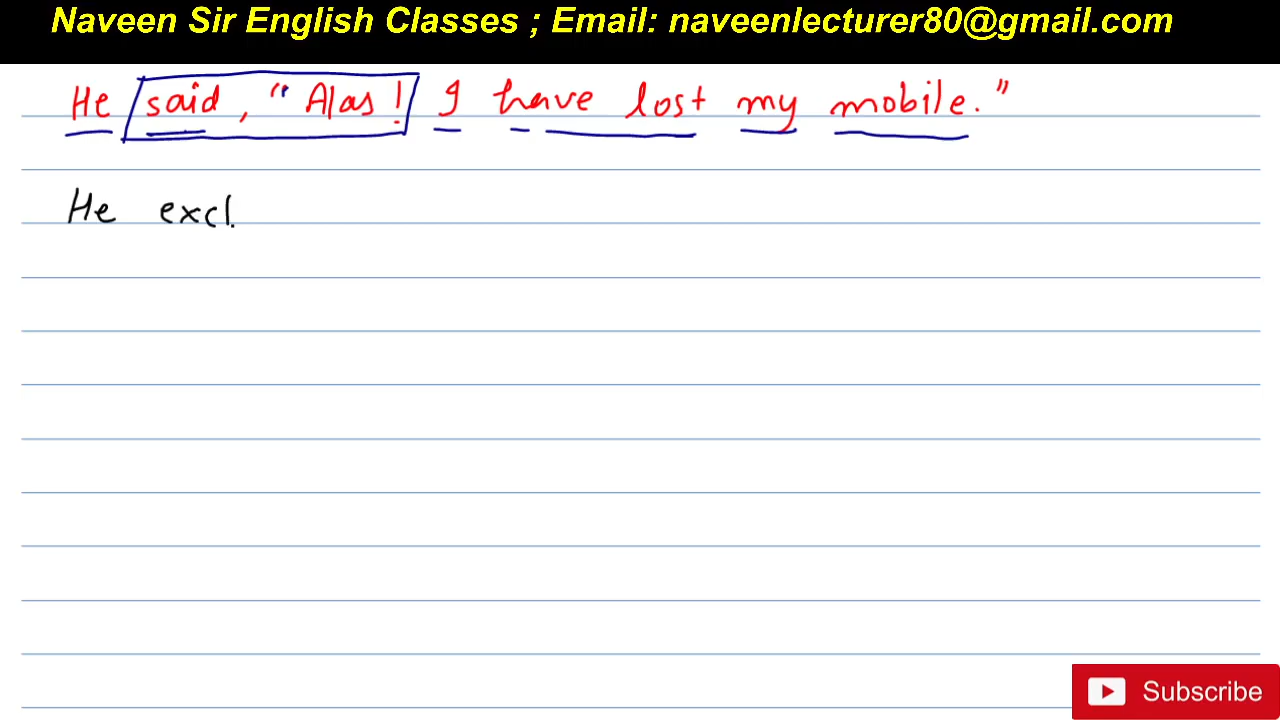 Naveen Sir English Classes ; Email: naveenlecturer80@gmail.com
He said, "Alas! I have lost my mobile."
He excl
Subscribe